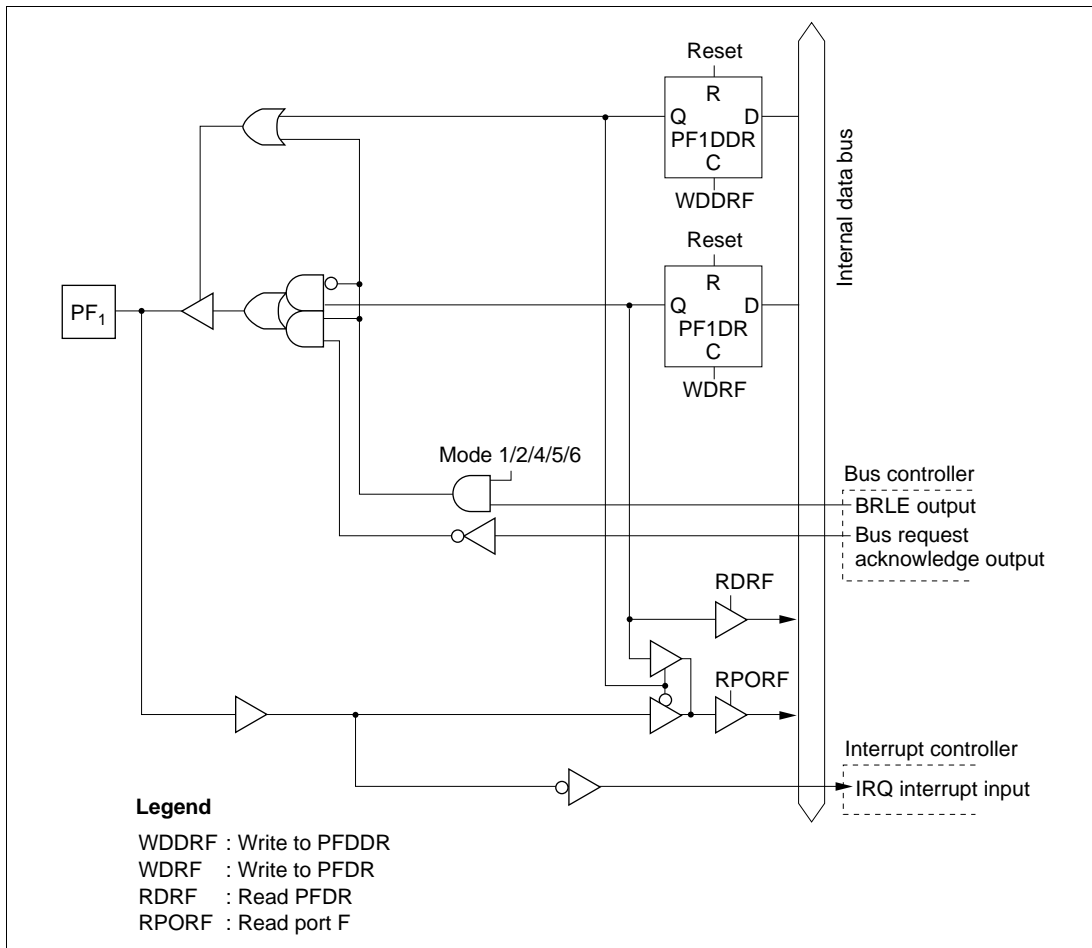 Reset
R
Q D
PF1DDR
C
WDDRF
Internal data bus
Reset
R
Q D
PF1DR
C
WDRF
PF1
Mode 1/2/4/5/6
Bus controller
BRLE output
Bus request
acknowledge output
RDRF
RPORF
Interrupt controller
IRQ interrupt input
Legend
WDDRF : Write to PFDDR
WDRF : Write to PFDR
RDRF : Read PFDR
RPORF : Read port F